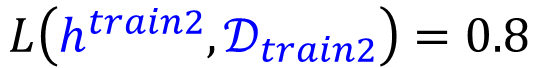 L(h^{train2}, 𝒟_{train2}) = 0.8